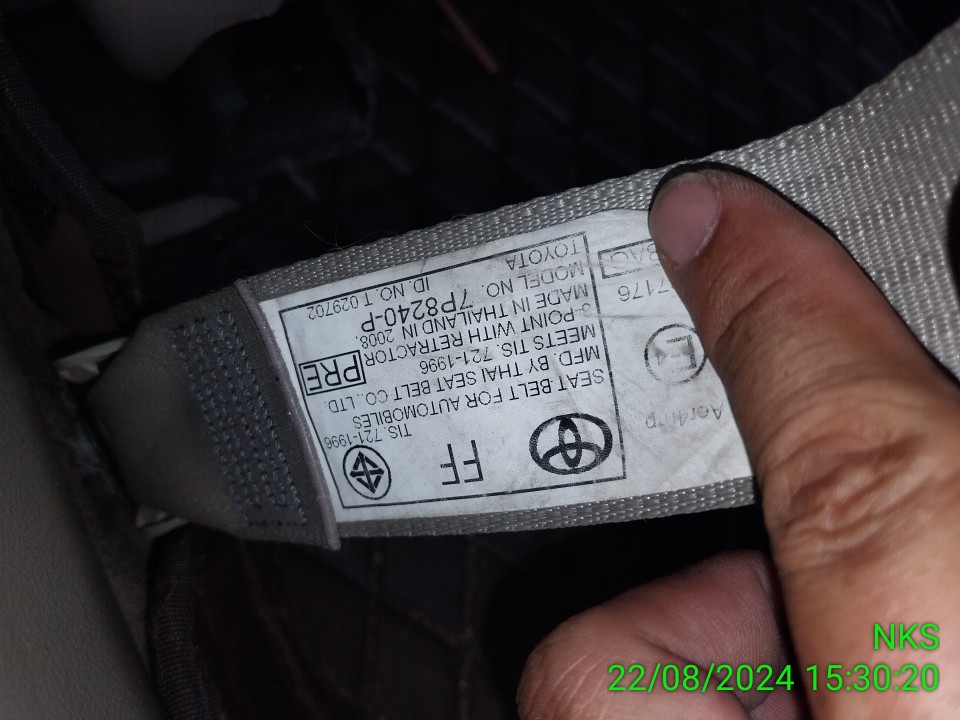 FF
TIS. 721-1996
SEAT BELT FOR AUTOMOBILES
MFD. BY THAI SEAT BELT CO., LTD.
MEETS TIS. 721-1996
3-POINT WITH RETRACTOR
MADE IN THAILAND IN 2008.
PRE
MODEL NO. 7P8240-P
TOYOTA
ID. NO. T 029702
E
7176
BAG
NKS
22/08/2024 15:30:20